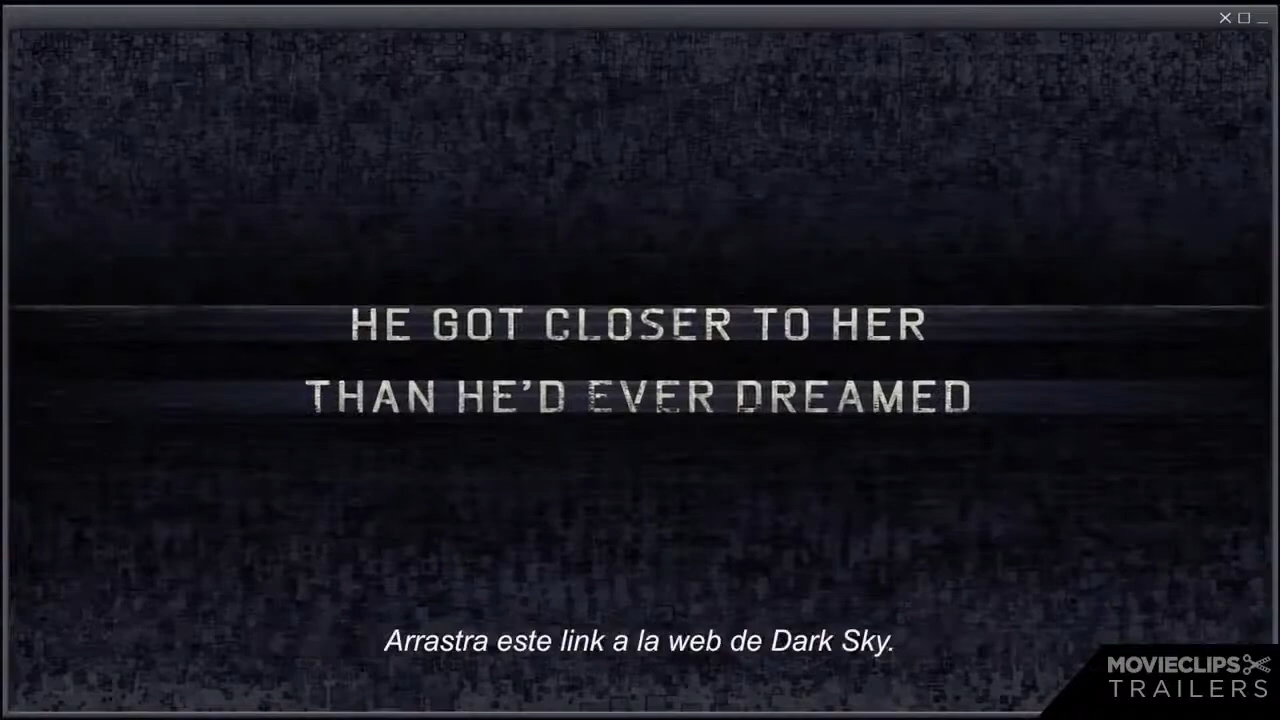 HE GOT CLOSER TO HER
THAN HE'D EVER DREAMED
Arrastra este link a la web de Dark Sky.
MOVIECLIPS
TRAILERS